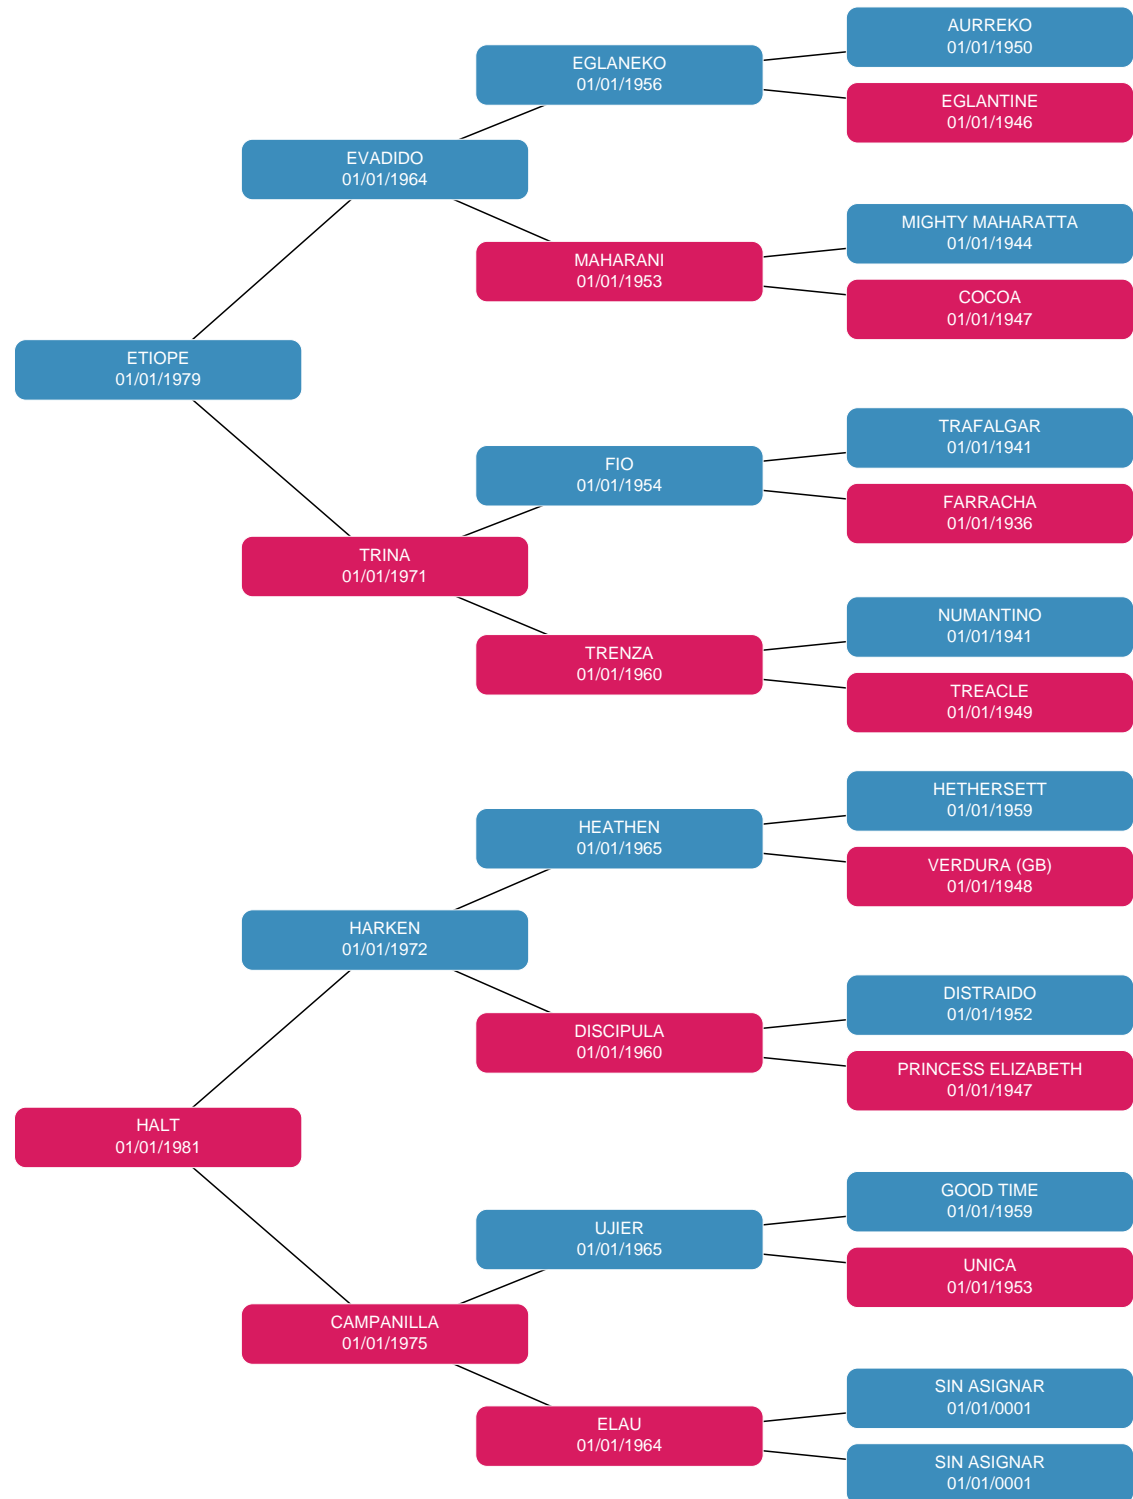 AURREKO
01/01/1950
EGLANEKO
01/01/1956
EGLANTINE
01/01/1946
EVADIDO
01/01/1964
MIGHTY MAHARATTA
01/01/1944
MAHARANI
01/01/1953
COCOA
01/01/1947
ETIOPE
01/01/1979
TRAFALGAR
01/01/1941
FIO
01/01/1954
FARRACHA
01/01/1936
TRINA
01/01/1971
NUMANTINO
01/01/1941
TRENZA
01/01/1960
TREACLE
01/01/1949
HETHERSETT
01/01/1959
HEATHEN
01/01/1965
VERDURA (GB)
01/01/1948
HARKEN
01/01/1972
DISTRAIDO
01/01/1952
DISCIPULA
01/01/1960
PRINCESS ELIZABETH
01/01/1947
HALT
01/01/1981
GOOD TIME
01/01/1959
UJIER
01/01/1965
UNICA
01/01/1953
CAMPANILLA
01/01/1975
SIN ASIGNAR
01/01/0001
ELAU
01/01/1964
SIN ASIGNAR
01/01/0001